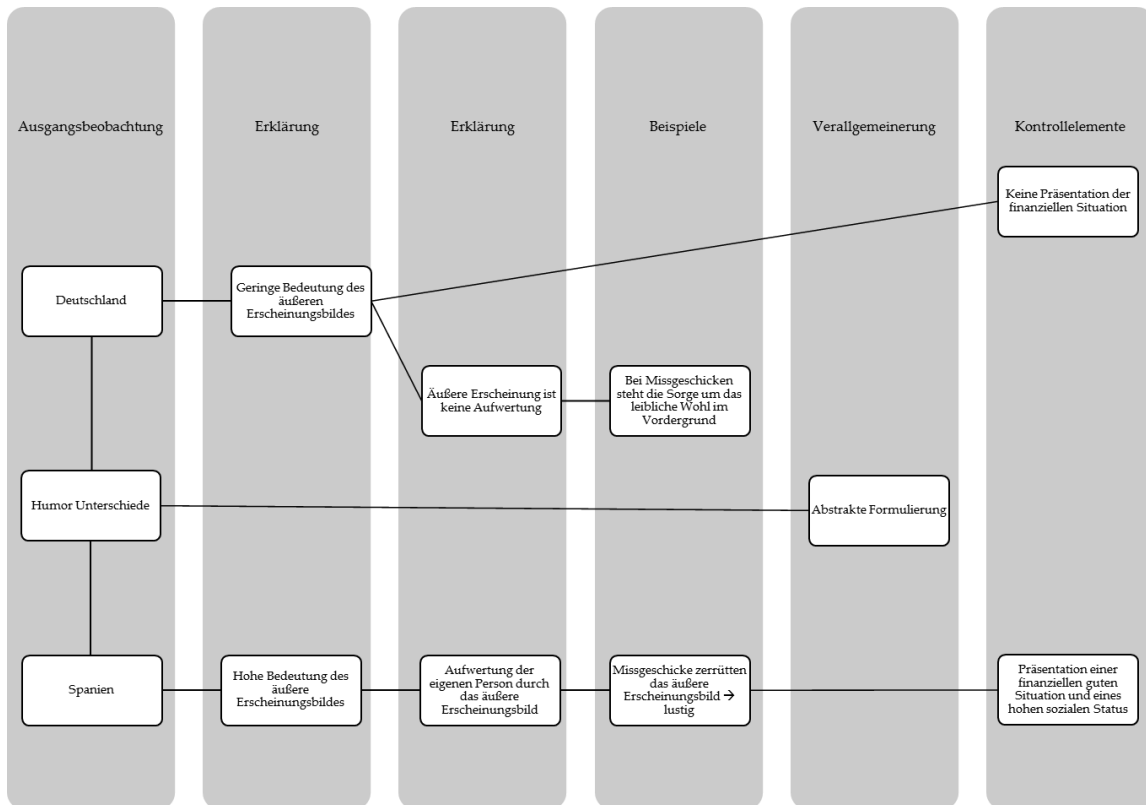 Ausgangsbeobachtung
Erklärung
Erklärung
Beispiele
Verallgemeinerung
Kontrollelemente
Keine Präsentation der
finanziellen Situation
Deutschland
Geringe Bedeutung des
äußeren
Erscheinungsbildes
Äußere Erscheinung ist
keine Aufwertung
Bei Missgeschicken
steht die Sorge um das
leibliche Wohl im
Vordergrund
Humor Unterschiede
Abstrakte Formulierung
Spanien
Hohe Bedeutung des
äußere
Erscheinungsbildes
Aufwertung der
eigenen Person durch
das äußere
Erscheinungsbild
Missgeschicke zerrütten
das äußere
Erscheinungsbild →
lustig
Präsentation einer
finanziellen guten
Situation und eines
hohen sozialen Status